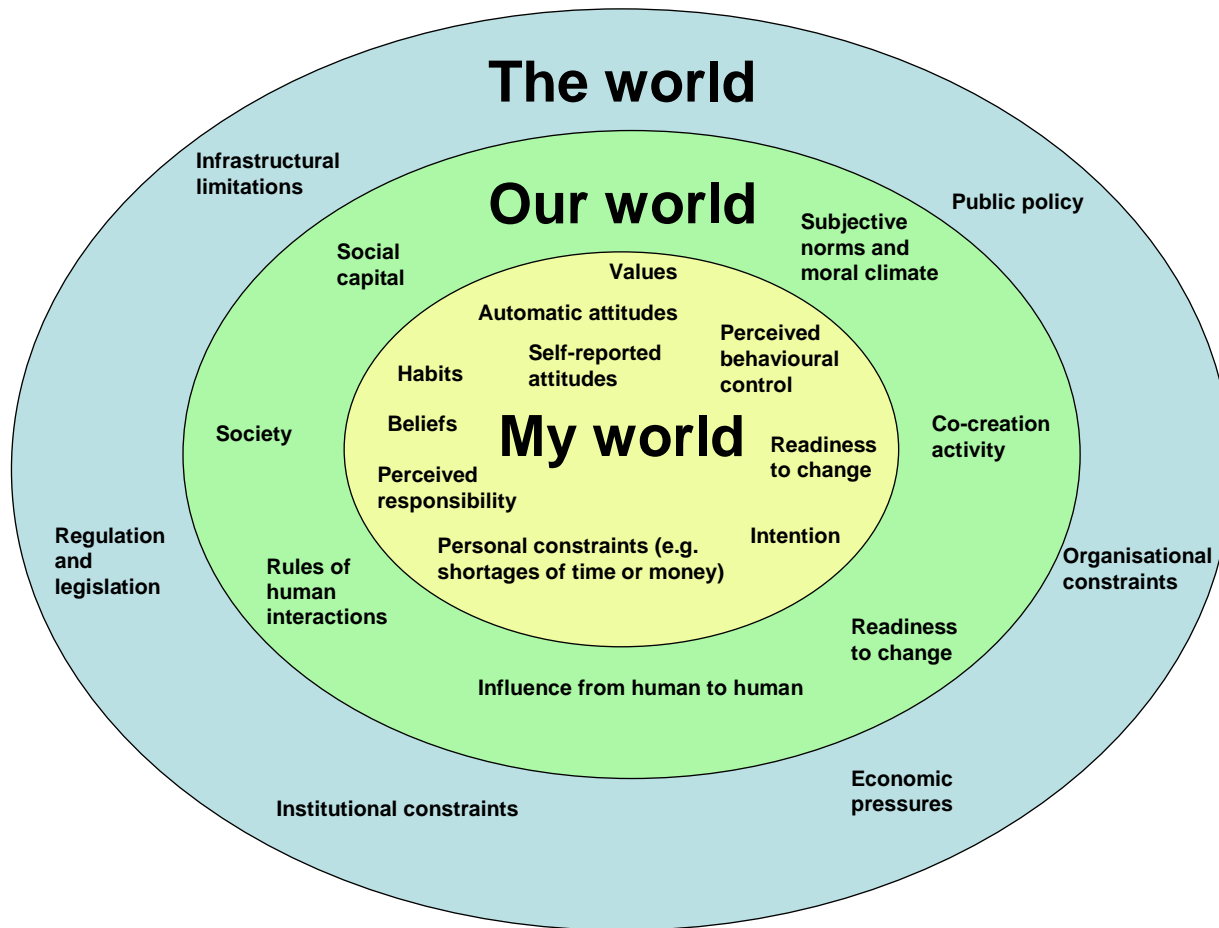 The world
Infrastructural
limitations
Public policy
Our world
Social
capital
Subjective
norms and
moral climate
Values
Automatic attitudes
Self-reported
attitudes
Perceived
behavioural
control
Habits
Beliefs
My world
Society
Co-creation
activity
Readiness
to change
Perceived
responsibility
Intention
Personal constraints (e.g.
shortages of time or money)
Regulation
and
legislation
Rules of
human
interactions
Organisational
constraints
Readiness
to change
Influence from human to human
Economic
pressures
Institutional constraints